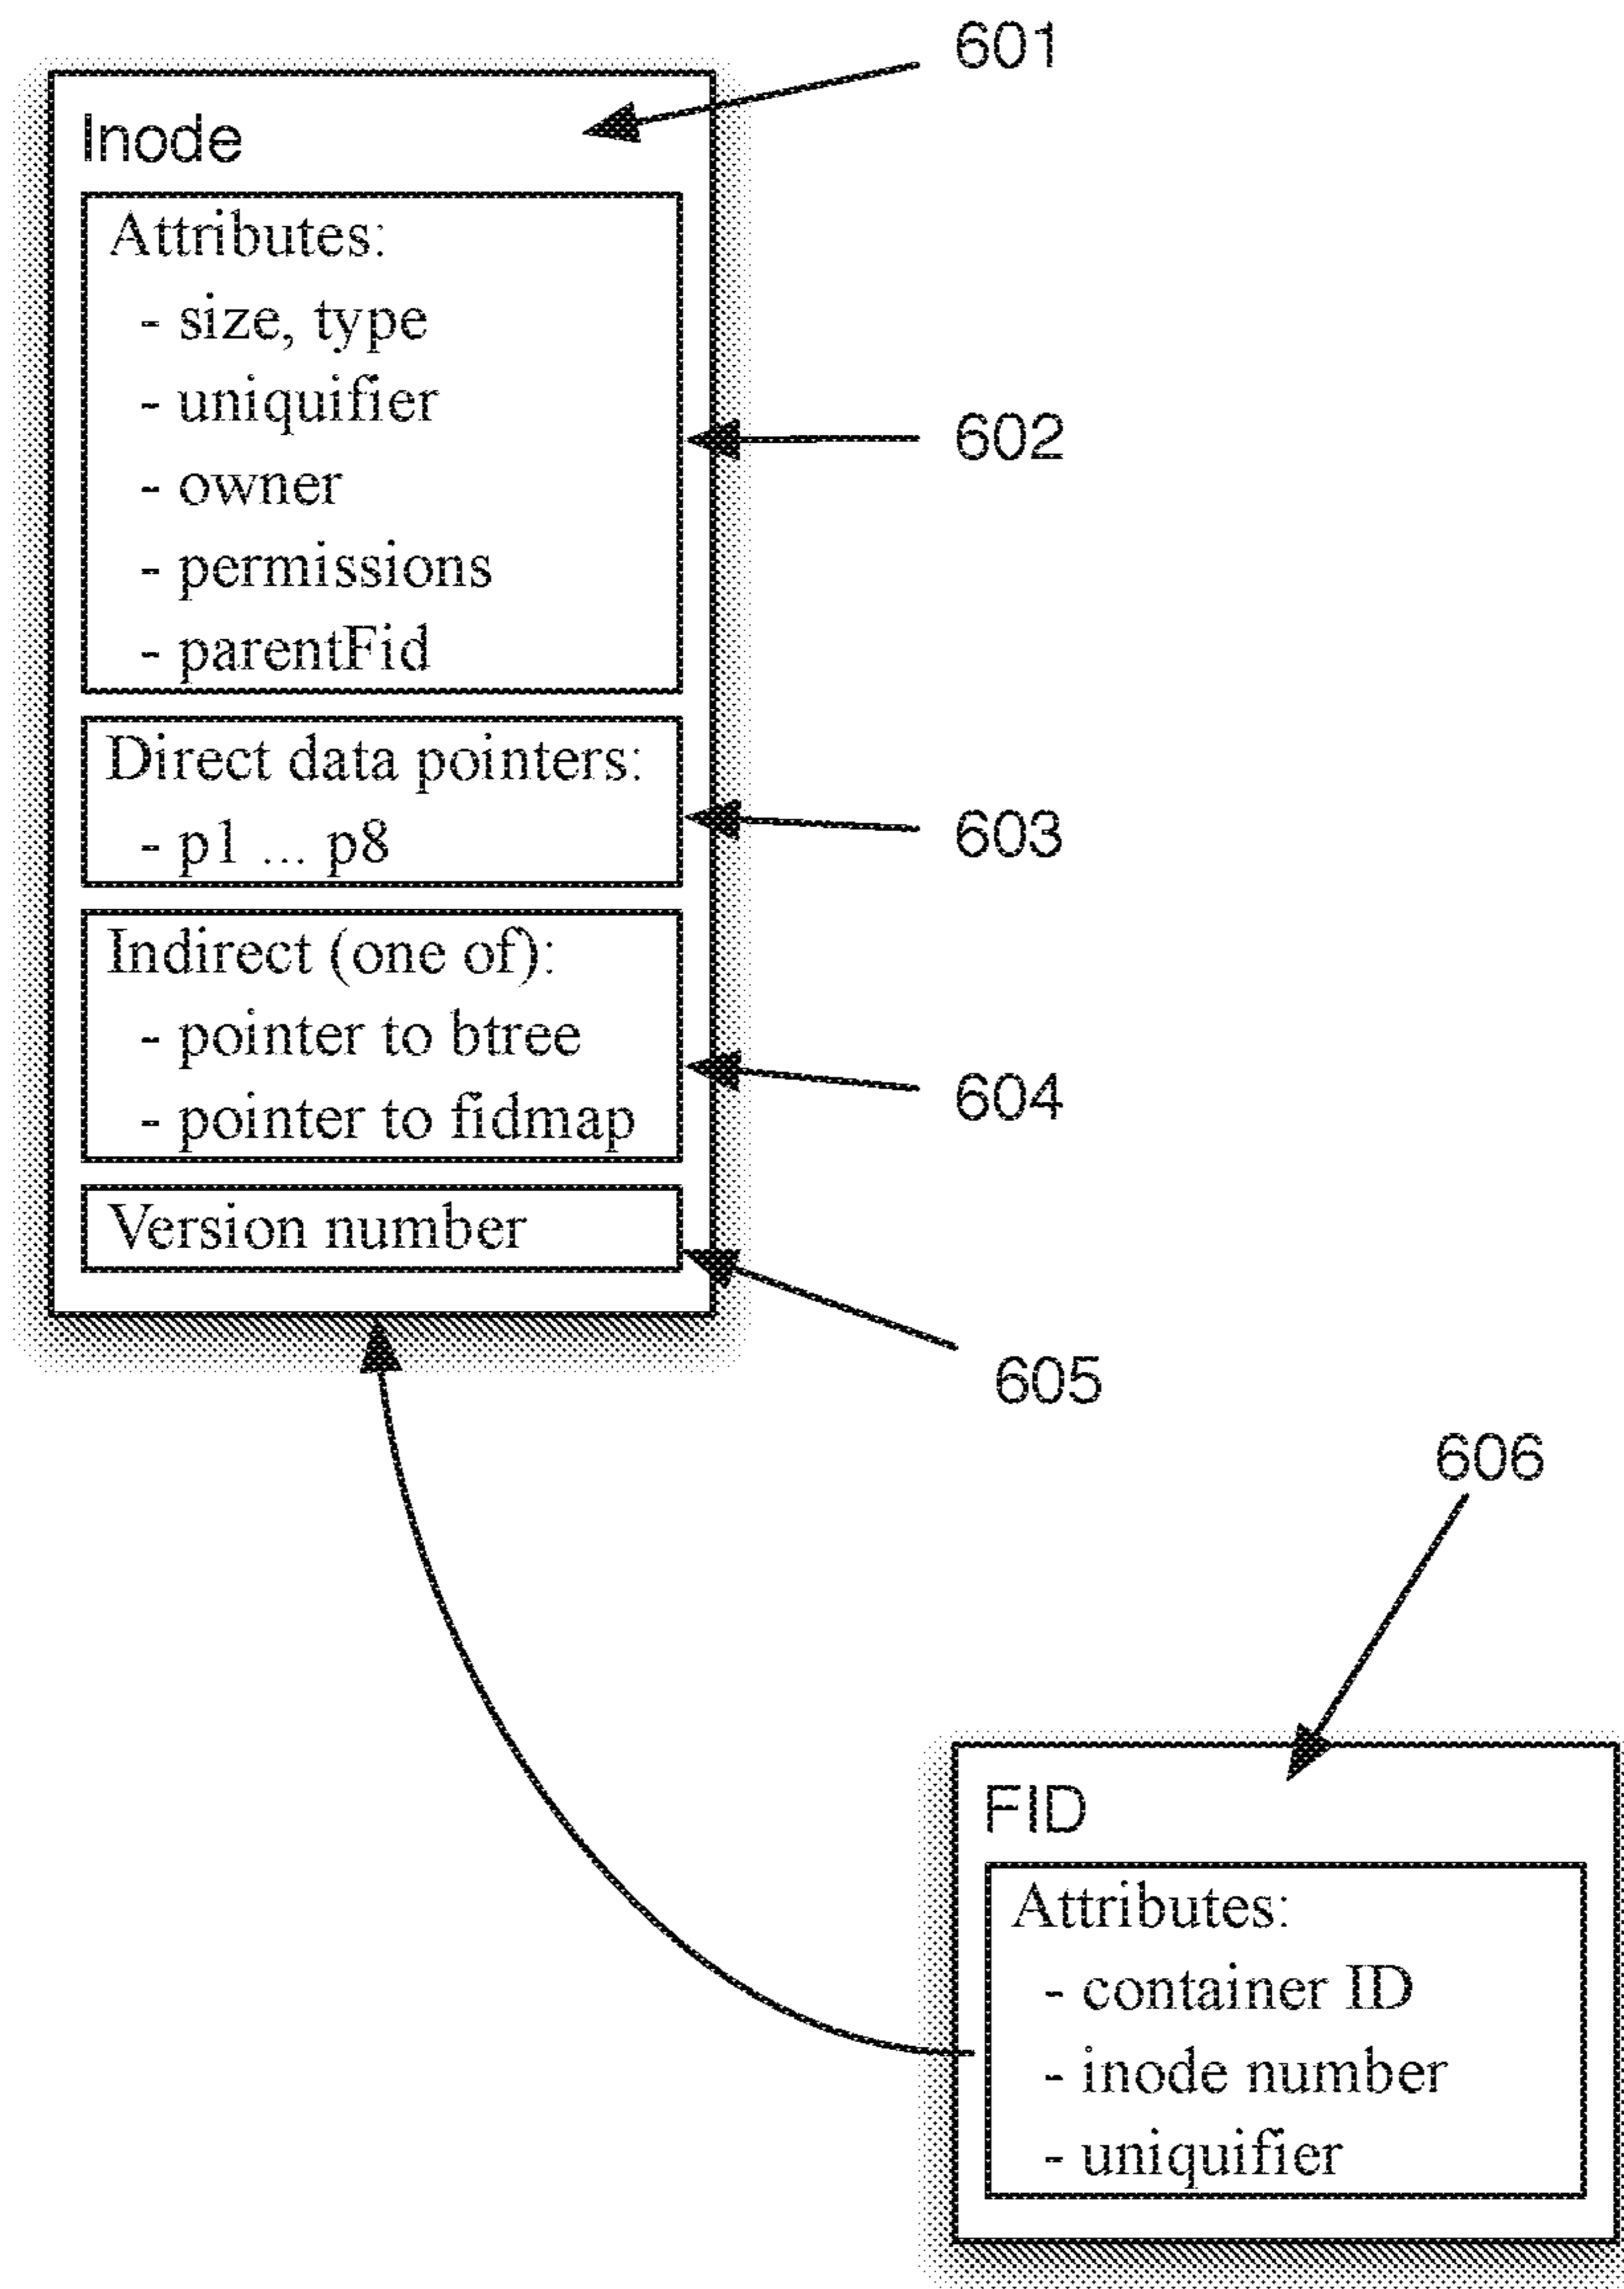 601
Inode
Attributes:
- size, type
- uniquifier
- owner
- permissions
- parentFid
602
Direct data pointers:
- p1 ... p8
603
Indirect (one of):
- pointer to btree
- pointer to fidmap
604
Version number
605
606
FID
Attributes:
- container ID
- inode number
- uniquifier